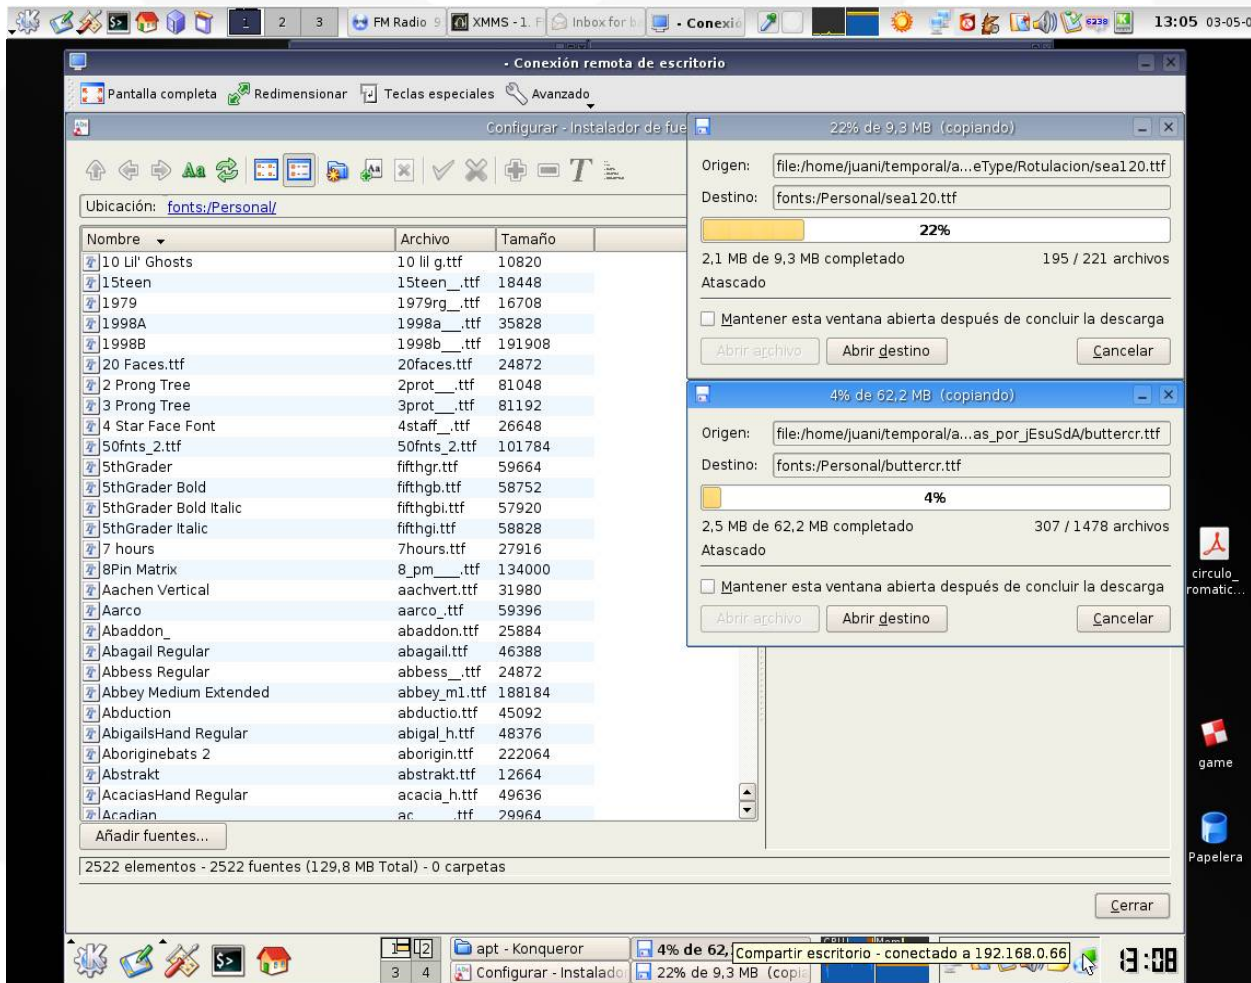 1 2 3 FM Radio 9 XMMS - 1. F Inbox for b - Conexió 6238 13:05 03-05-0
- Conexión remota de escritorio
Pantalla completa Redimensionar Teclas especiales Avanzado
Configurar - Instalador de fue
Ubicación: fonts:/Personal/
Nombre Archivo Tamaño
10 Lil' Ghosts 10 lil g.ttf 10820
15teen 15teen__.ttf 18448
1979 1979rg_.ttf 16708
1998A 1998a___.ttf 35828
1998B 1998b___.ttf 191908
20 Faces.ttf 20faces.ttf 24872
2 Prong Tree 2prot___.ttf 81048
3 Prong Tree 3prot___.ttf 81192
4 Star Face Font 4staff__.ttf 26648
50fnts_2.ttf 50fnts_2.ttf 101784
5thGrader fifthgr.ttf 59664
5thGrader Bold fifthgb.ttf 58752
5thGrader Bold Italic fifthgbi.ttf 57920
5thGrader Italic fifthgi.ttf 58828
7 hours 7hours.ttf 27916
8Pin Matrix 8_pm____.ttf 134000
Aachen Vertical aachvert.ttf 31980
Aarco aarco_.ttf 59396
Abaddon_ abaddon.ttf 25884
Abagail Regular abagail.ttf 46388
Abbess Regular abbess__.ttf 24872
Abbey Medium Extended abbey_m1.ttf 188184
Abduction abductio.ttf 45092
AbigailsHand Regular abigal_h.ttf 48376
Aboriginebats 2 aborigin.ttf 222064
Abstrakt abstrakt.ttf 12664
AcaciasHand Regular acacia_h.ttf 49636
Acadian ac______.ttf 29964
Añadir fuentes...
2522 elementos - 2522 fuentes (129,8 MB Total) - 0 carpetas
Cerrar
22% de 9,3 MB (copiando)
Origen: file:/home/juani/temporal/a...eType/Rotulacion/sea120.ttf
Destino: fonts:/Personal/sea120.ttf
22%
2,1 MB de 9,3 MB completado 195 / 221 archivos
Atascado
Mantener esta ventana abierta después de concluir la descarga
Abrir archivo Abrir destino Cancelar
4% de 62,2 MB (copiando)
Origen: file:/home/juani/temporal/a...as_por_jEsuSdA/buttercr.ttf
Destino: fonts:/Personal/buttercr.ttf
4%
2,5 MB de 62,2 MB completado 307 / 1478 archivos
Atascado
Mantener esta ventana abierta después de concluir la descarga
Abrir archivo Abrir destino Cancelar
circulo_
romatic...
game
Papelera
1 2 apt - Konqueror 4% de 62,
Compartir escritorio - conectado a 192.168.0.66
3 4 Configurar - Instalado 22% de 9,3 MB (copia
13:08